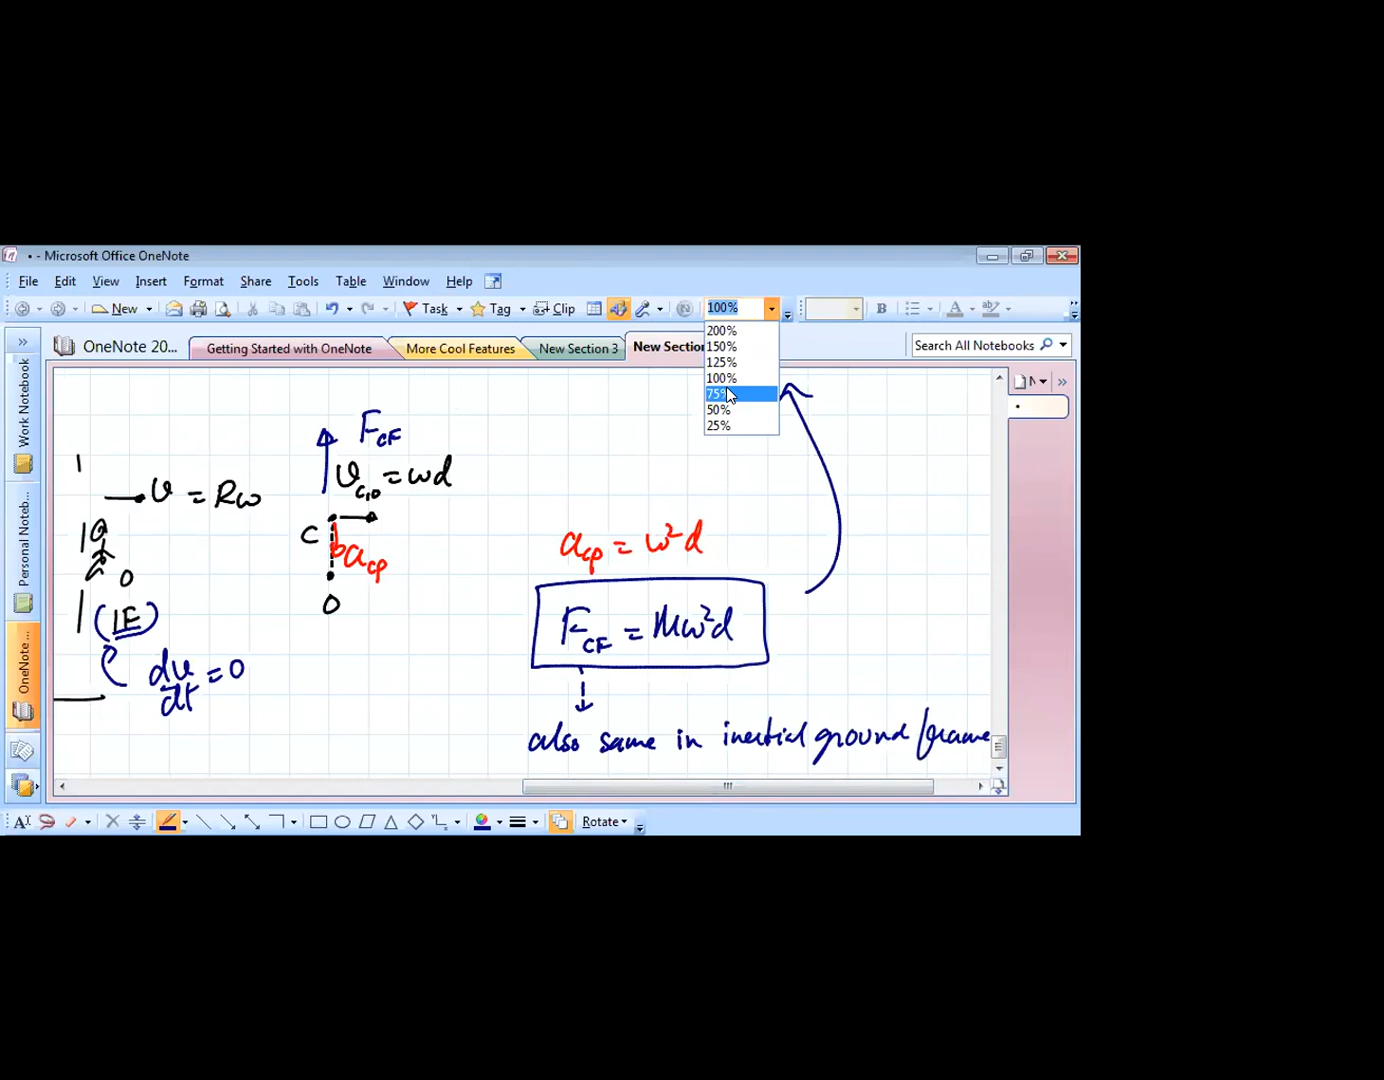 • - Microsoft Office OneNote
File Edit View Insert Format Share Tools Table Window Help
New Task Tag Clip 100% B A ab
200%
150%
125%
100%
75%
50%
25%
OneNote 20... Getting Started with OneNote More Cool Features New Section 3 New Section
Search All Notebooks
Work Notebook
Personal Noteb...
OneNote...
F_CF
v_c,o = ωd
v = Rω
C
a_cp
O
O
(IE)
dv/dt = 0
a_cp = ω²d
F_CF = Mω²d
also same in inertial ground frame
Rotate